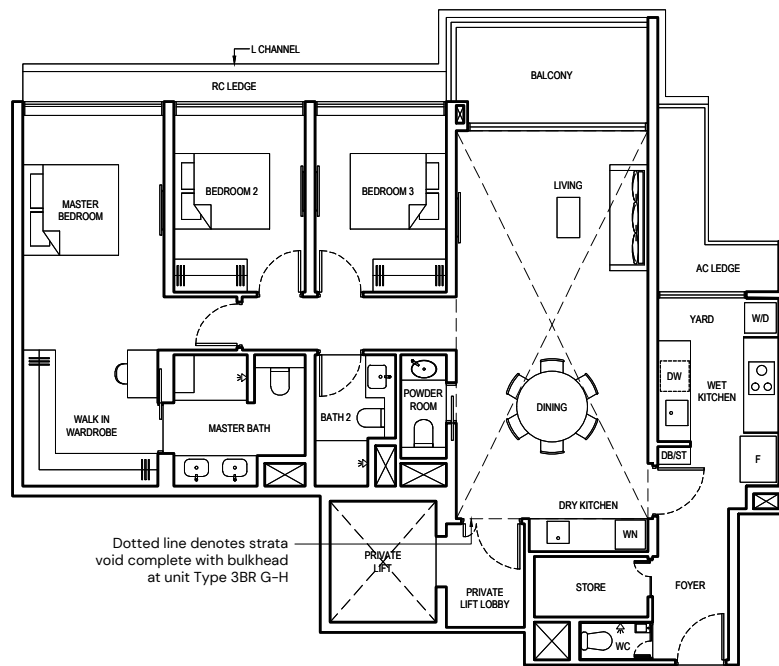 L CHANNEL
RC LEDGE
BALCONY
MASTER
BEDROOM
BEDROOM 2
BEDROOM 3
LIVING
AC LEDGE
YARD
W/D
DW
WET
KITCHEN
WALK IN
WARDROBE
MASTER BATH
BATH 2
POWDER
ROOM
DINING
DB/ST
F
DRY KITCHEN
WN
Dotted line denotes strata
void complete with bulkhead
at unit Type 3BR G-H
PRIVATE
LIFT
PRIVATE
LIFT LOBBY
STORE
FOYER
WC